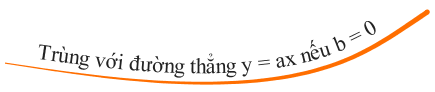 Trùng với đường thẳng y = ax nếu b = 0